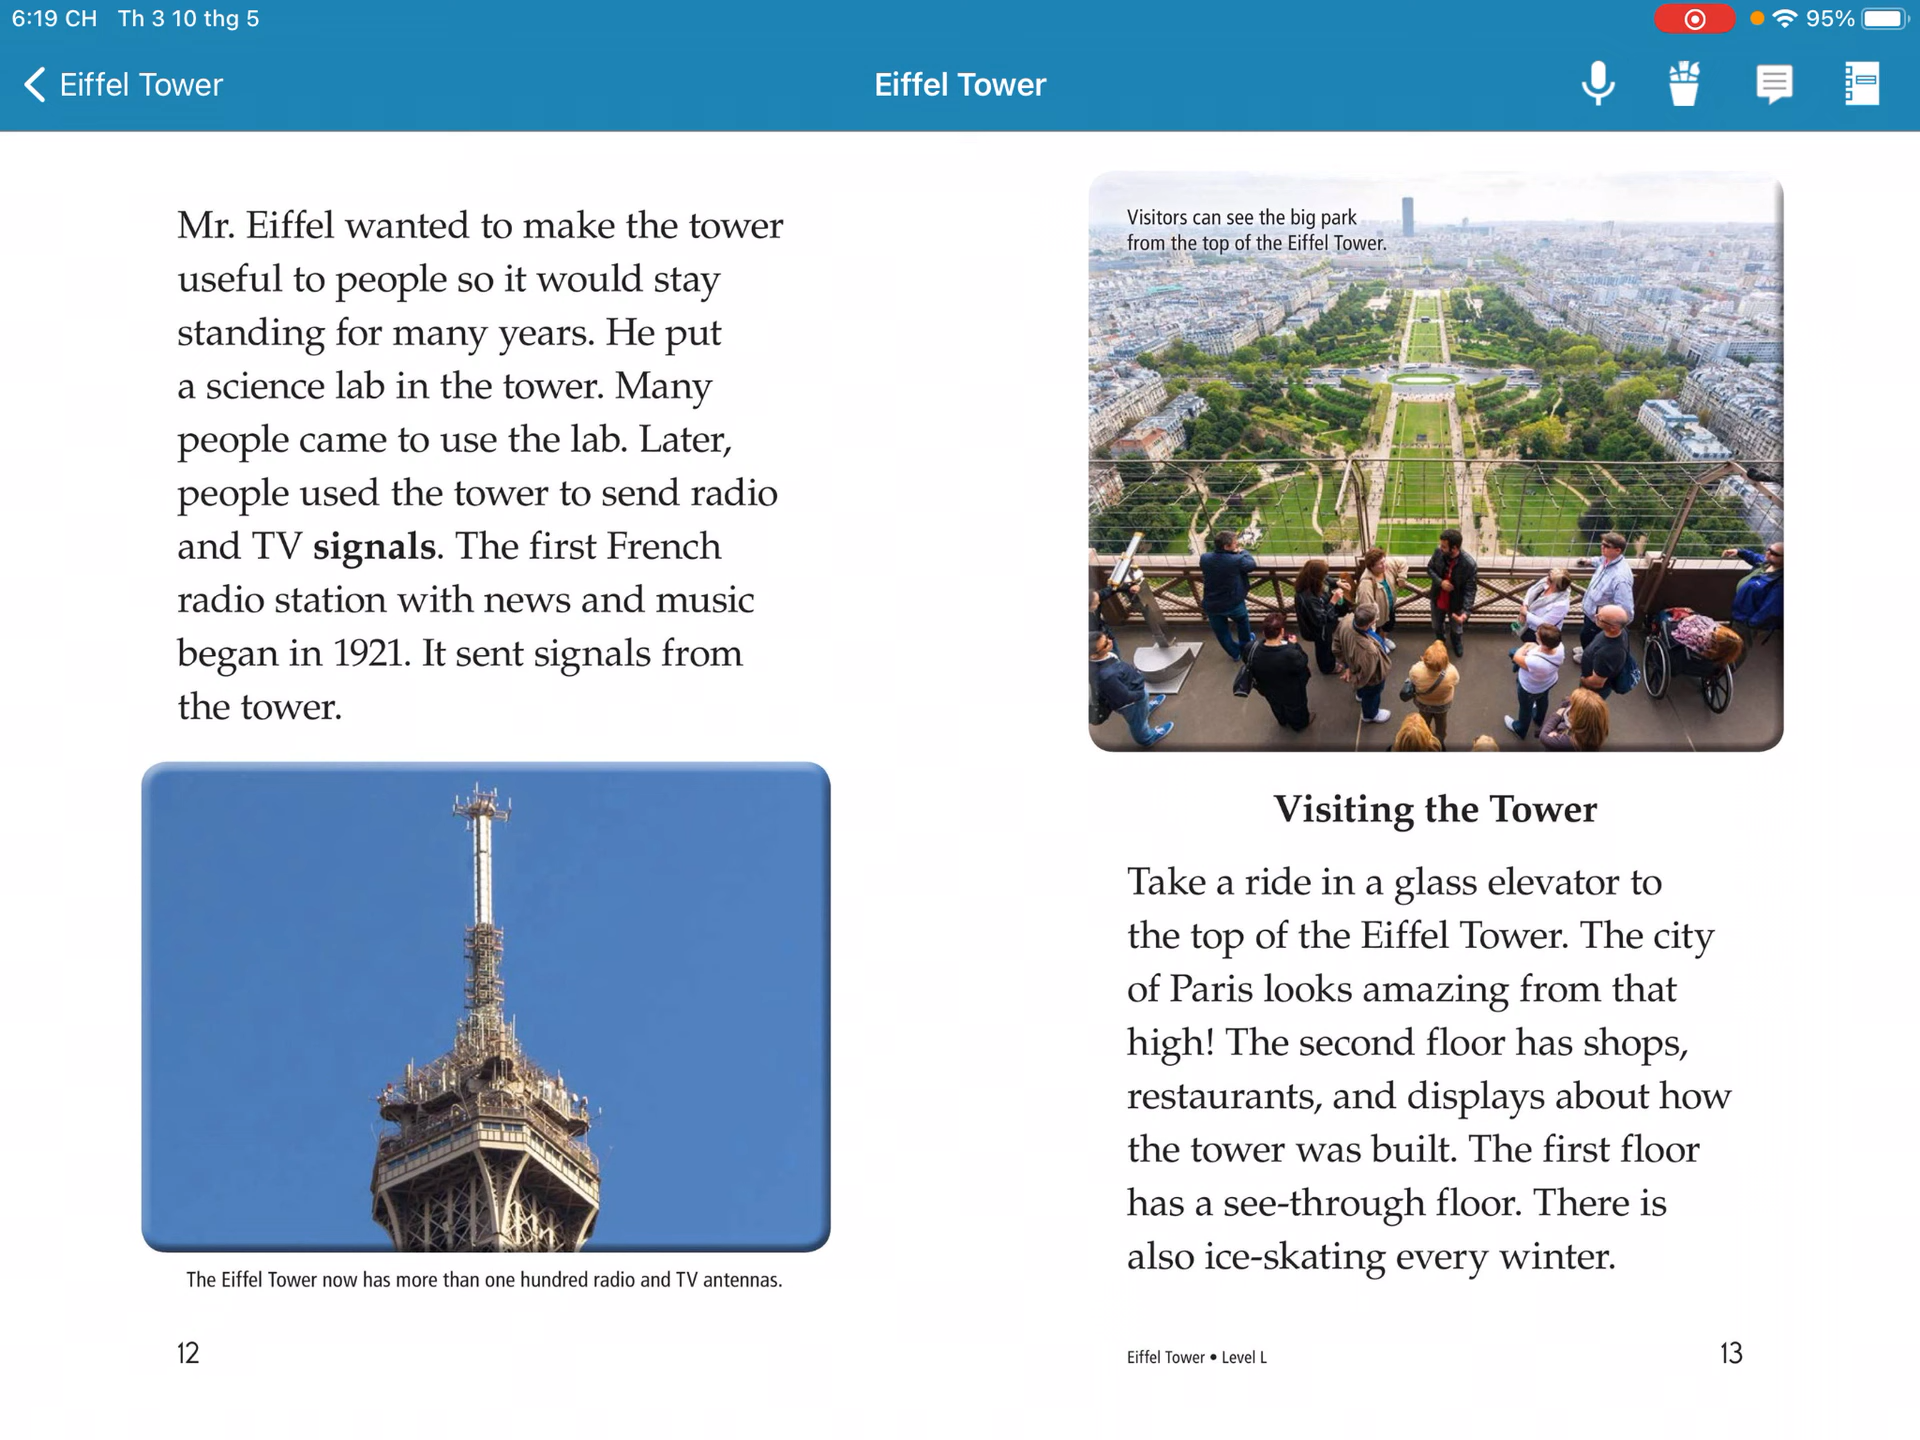 6:19 CH Th 3 10 thg 5
95%
Eiffel Tower
Eiffel Tower
Mr. Eiffel wanted to make the tower
useful to people so it would stay
standing for many years. He put
a science lab in the tower. Many
people came to use the lab. Later,
people used the tower to send radio
and TV signals. The first French
radio station with news and music
began in 1921. It sent signals from
the tower.
The Eiffel Tower now has more than one hundred radio and TV antennas.
12
Visitors can see the big park
from the top of the Eiffel Tower.
Visiting the Tower
Take a ride in a glass elevator to
the top of the Eiffel Tower. The city
of Paris looks amazing from that
high! The second floor has shops,
restaurants, and displays about how
the tower was built. The first floor
has a see-through floor. There is
also ice-skating every winter.
Eiffel Tower • Level L
13